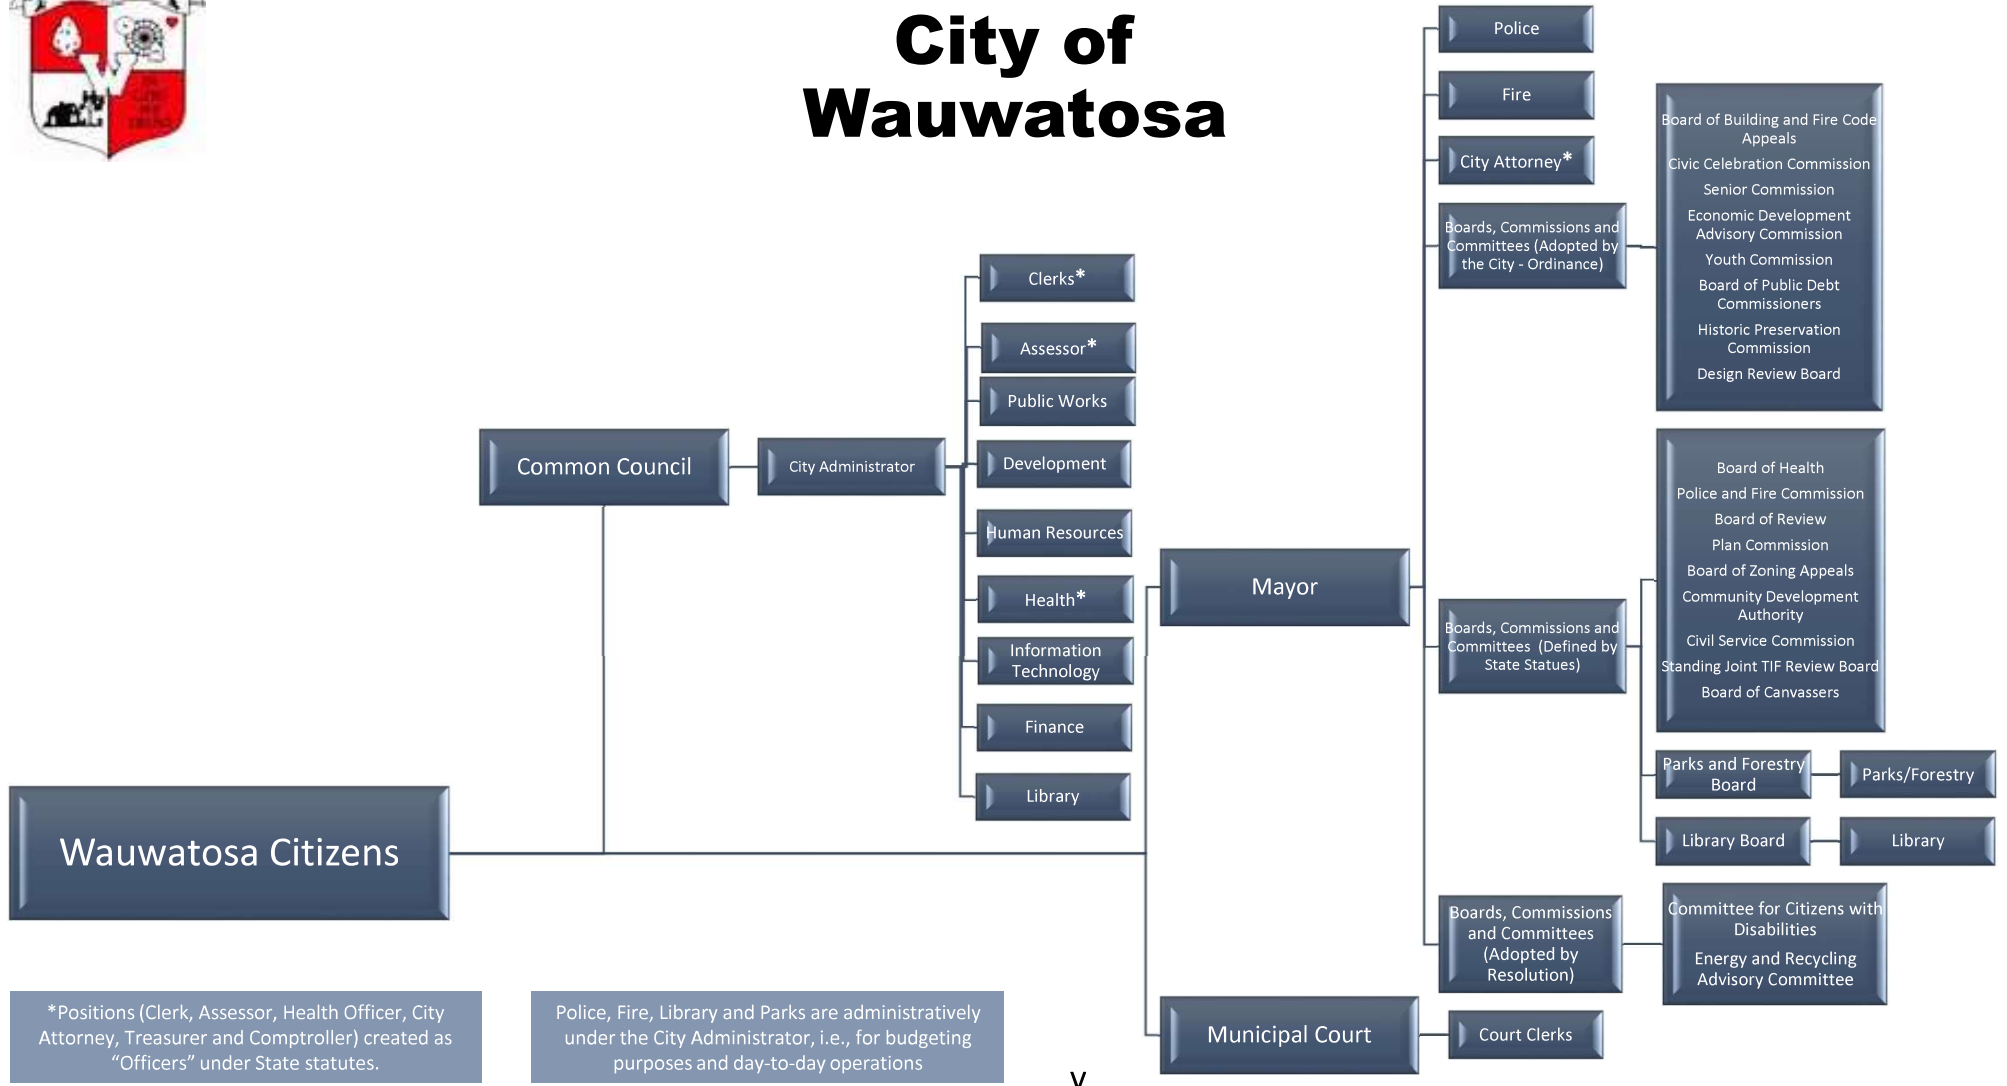 W
City of
Wauwatosa
Police
Fire
City Attorney*
Boards, Commissions and
Committees (Adopted by
the City - Ordinance)
Board of Building and Fire Code
Appeals
Civic Celebration Commission
Senior Commission
Economic Development
Advisory Commission
Youth Commission
Board of Public Debt
Commissioners
Historic Preservation
Commission
Design Review Board
Clerks*
Assessor*
Public Works
Common Council
City Administrator
Development
Human Resources
Health*
Information
Technology
Finance
Library
Mayor
Boards, Commissions and
Committees (Defined by
State Statues)
Board of Health
Police and Fire Commission
Board of Review
Plan Commission
Board of Zoning Appeals
Community Development
Authority
Civil Service Commission
Standing Joint TIF Review Board
Board of Canvassers
Parks and Forestry
Board
Parks/Forestry
Library Board
Library
Wauwatosa Citizens
Boards, Commissions
and Committees
(Adopted by
Resolution)
Committee for Citizens with
Disabilities
Energy and Recycling
Advisory Committee
Municipal Court
Court Clerks
*Positions (Clerk, Assessor, Health Officer, City
Attorney, Treasurer and Comptroller) created as
“Officers” under State statutes.
Police, Fire, Library and Parks are administratively
under the City Administrator, i.e., for budgeting
purposes and day-to-day operations
v